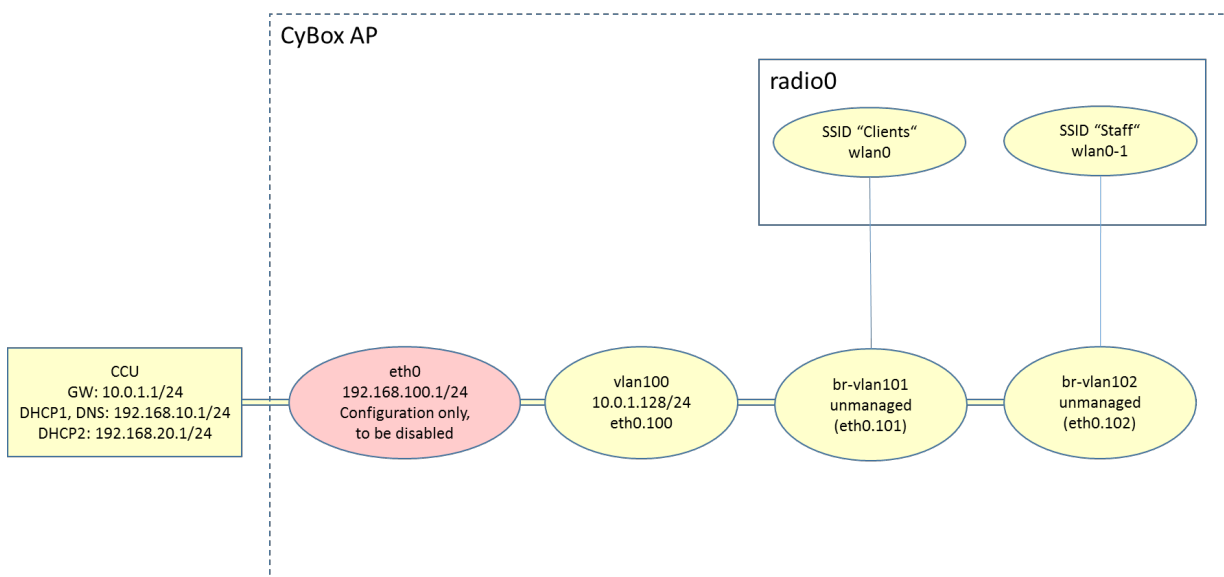 CyBox AP
radio0
SSID “Clients“
wlan0
SSID “Staff“
wlan0-1
CCU
GW: 10.0.1.1/24
DHCP1, DNS: 192.168.10.1/24
DHCP2: 192.168.20.1/24
eth0
192.168.100.1/24
Configuration only,
to be disabled
vlan100
10.0.1.128/24
eth0.100
br-vlan101
unmanaged
(eth0.101)
br-vlan102
unmanaged
(eth0.102)